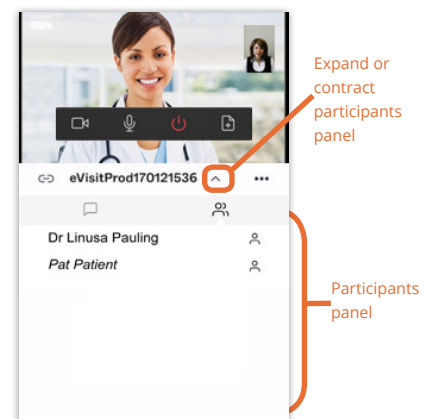 Expand or
contract
participants
panel
eVisitProd170121536
Dr Linusa Pauling
Pat Patient
Participants
panel